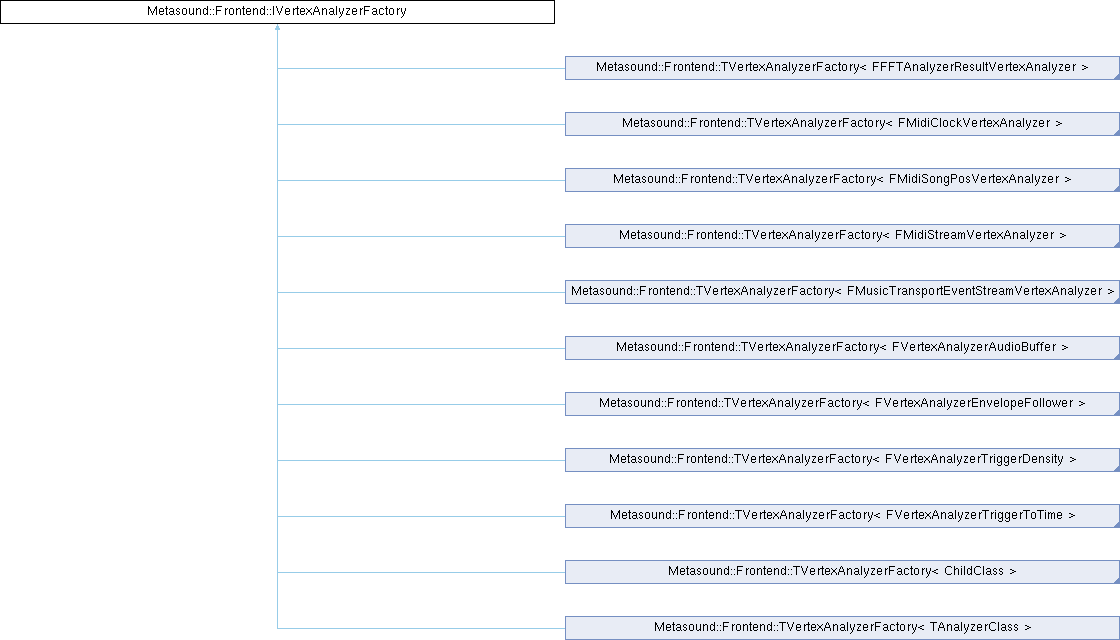 Metasound::Frontend::IVertexAnalyzerFactory
Metasound::Frontend::TVertexAnalyzerFactory< FFFTAnalyzerResultVertexAnalyzer >
Metasound::Frontend::TVertexAnalyzerFactory< FMidiClockVertexAnalyzer >
Metasound::Frontend::TVertexAnalyzerFactory< FMidiSongPosVertexAnalyzer >
Metasound::Frontend::TVertexAnalyzerFactory< FMidiStreamVertexAnalyzer >
Metasound::Frontend::TVertexAnalyzerFactory< FMusicTransportEventStreamVertexAnalyzer >
Metasound::Frontend::TVertexAnalyzerFactory< FVertexAnalyzerAudioBuffer >
Metasound::Frontend::TVertexAnalyzerFactory< FVertexAnalyzerEnvelopeFollower >
Metasound::Frontend::TVertexAnalyzerFactory< FVertexAnalyzerTriggerDensity >
Metasound::Frontend::TVertexAnalyzerFactory< FVertexAnalyzerTriggerToTime >
Metasound::Frontend::TVertexAnalyzerFactory< ChildClass >
Metasound::Frontend::TVertexAnalyzerFactory< TAnalyzerClass >